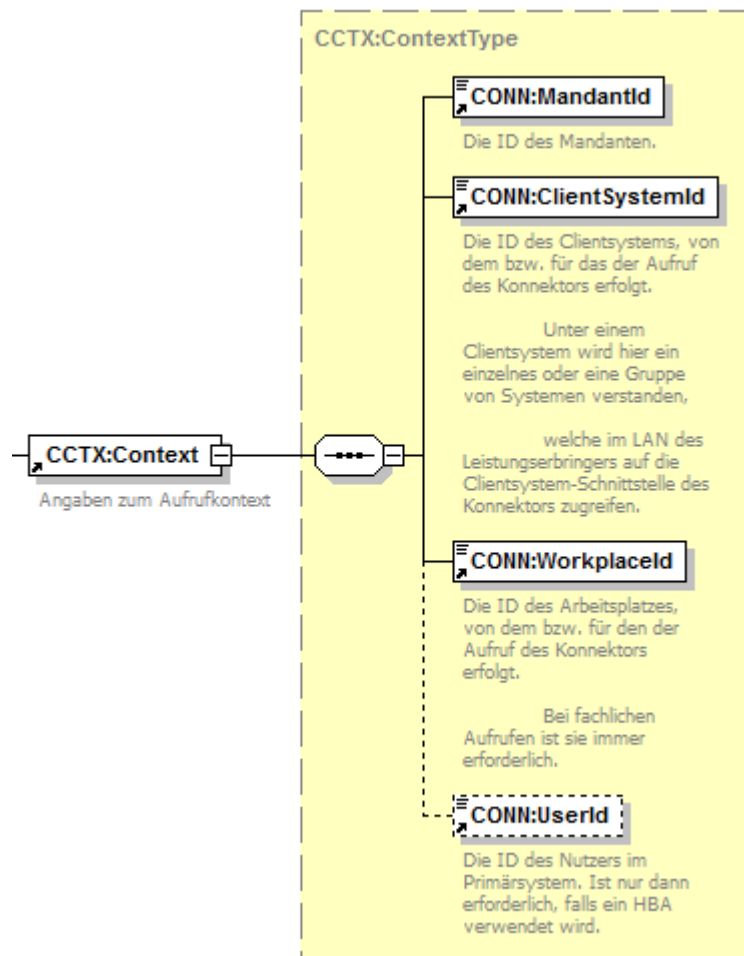 CCTX:ContextType
CONN:MandantId
Die ID des Mandanten.
CONN:ClientSystemId
Die ID des Clientsystems, von
dem bzw. für das der Aufruf
des Konnektors erfolgt.
Unter einem
Clientsystem wird hier ein
einzelnes oder eine Gruppe
von Systemen verstanden,
welche im LAN des
Leistungserbringers auf die
Clientsystem-Schnittstelle des
Konnektors zugreifen.
CCTX:Context
Angaben zum Aufrufkontext
CONN:WorkplaceId
Die ID des Arbeitsplatzes,
von dem bzw. für den der
Aufruf des Konnektors
erfolgt.
Bei fachlichen
Aufrufen ist sie immer
erforderlich.
CONN:UserId
Die ID des Nutzers im
Primärsystem. Ist nur dann
erforderlich, falls ein HBA
verwendet wird.